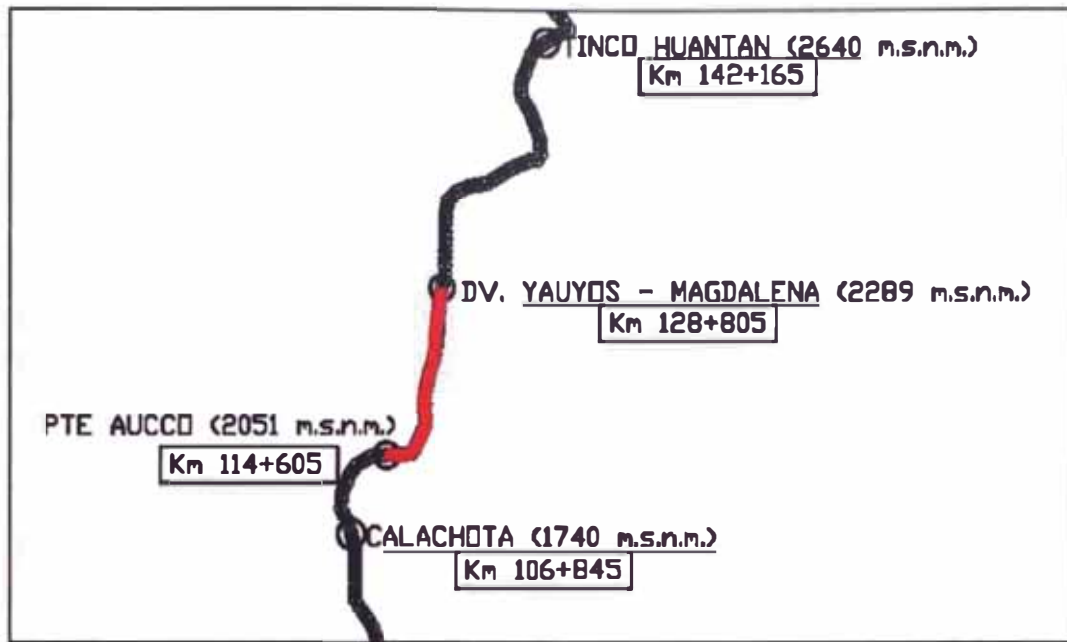 TINCO HUANTAN (2640 m.s.n.m.)
Km 142+165
DV. YAUYOS - MAGDALENA (2289 m.s.n.m.)
Km 128+805
PTE AUCCO (2051 m.s.n.m.)
Km 114+605
CALACHOTA (1740 m.s.n.m.)
Km 106+845